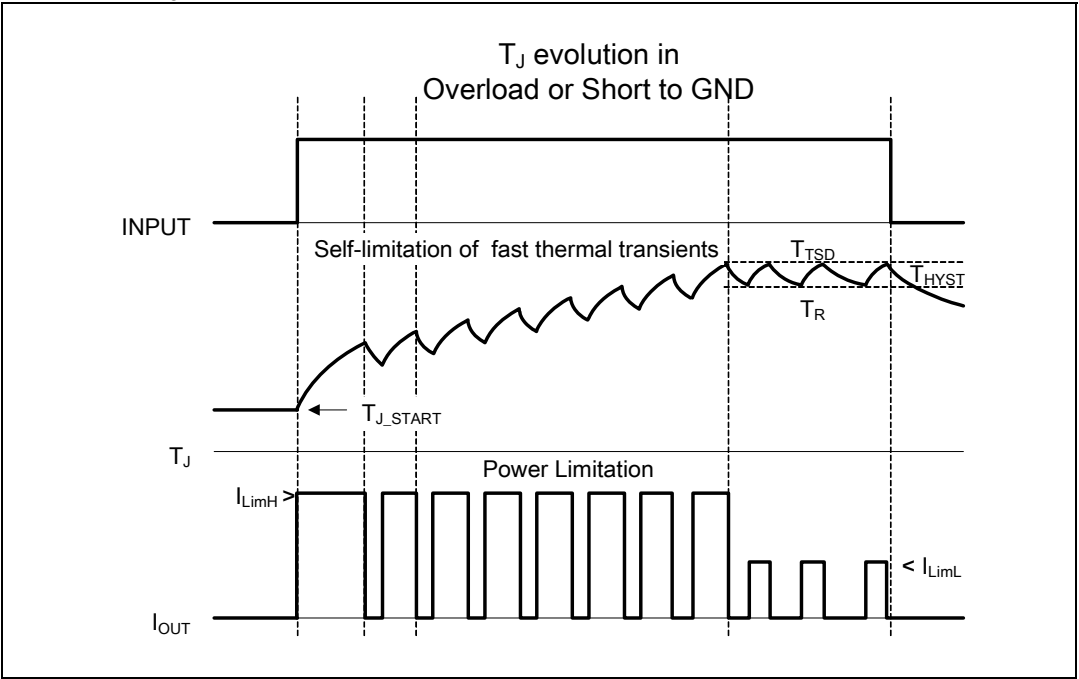 T_J evolution in
Overload or Short to GND
INPUT
Self-limitation of fast thermal transients
T_TSD
T_HYST
T_R
T_J_START
T_J
Power Limitation
I_LimH >
< I_LimL
I_OUT